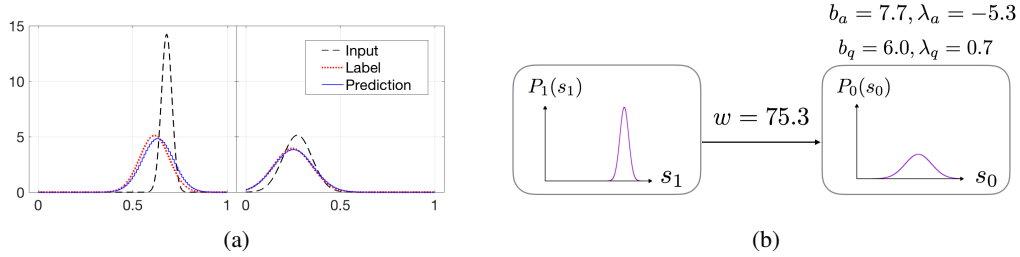 15
10
5
0
0
0.5
1
0
0.5
1
Input
Label
Prediction
(a)
b_a = 7.7, λ_a = −5.3
b_q = 6.0, λ_q = 0.7
P_1(s_1)
s_1
w = 75.3
P_0(s_0)
s_0
(b)